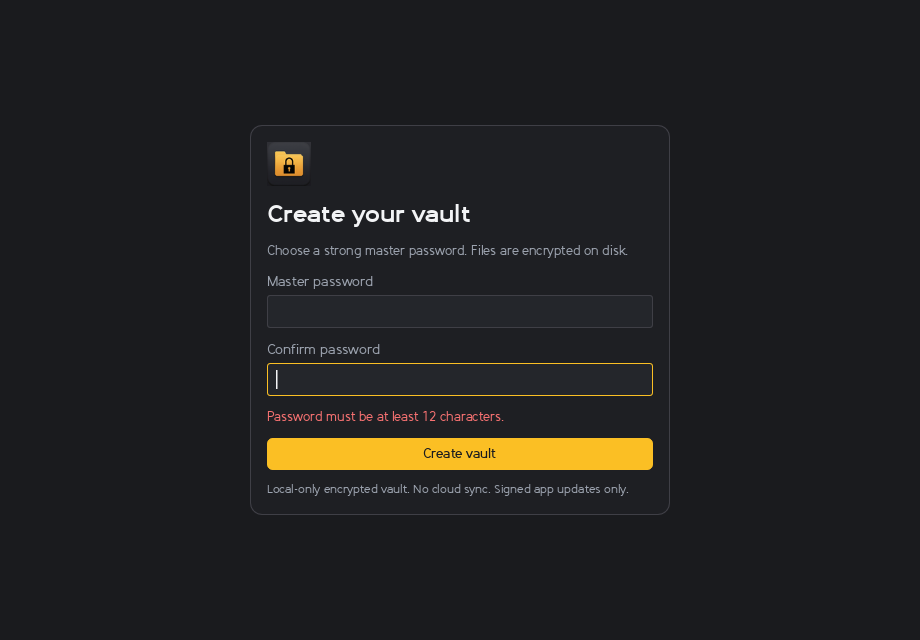 Create your vault
Choose a strong master password. Files are encrypted on disk.
Master password
Confirm password
Password must be at least 12 characters.
Create vault
Local-only encrypted vault. No cloud sync. Signed app updates only.